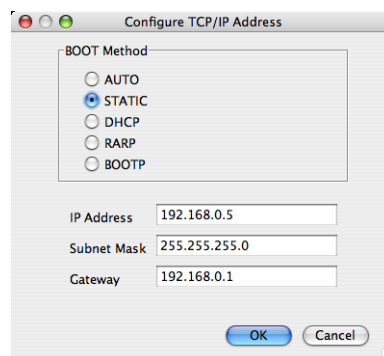 Configure TCP/IP Address
BOOT Method
AUTO
STATIC
DHCP
RARP
BOOTP
IP Address 192.168.0.5
Subnet Mask 255.255.255.0
Gateway 192.168.0.1
OK Cancel